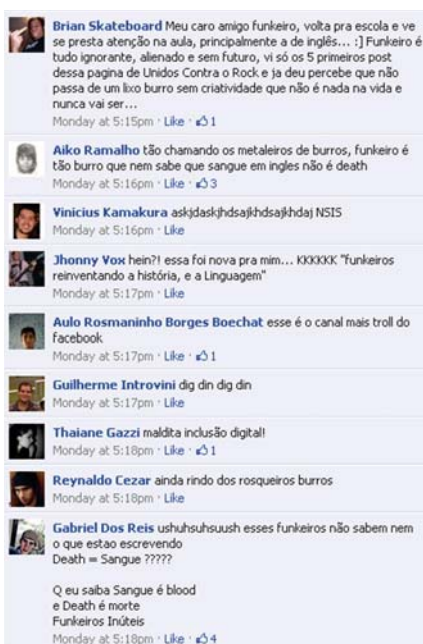 Brian Skateboard Meu caro amigo funkeiro, volta pra escola e ve
se presta atenção na aula, principalmente a de inglês... :] Funkeiro é
tudo ignorante, alienado e sem futuro, vi só os 5 primeiros post
dessa pagina de Unidos Contra o Rock e ja deu percebe que não
passa de um lixo burro sem criatividade que não é nada na vida e
nunca vai ser...
Monday at 5:15pm · Like · 1
Aiko Ramalho tão chamando os metaleiros de burros, funkeiro é
tão burro que nem sabe que sangue em ingles não é death
Monday at 5:16pm · Like · 3
Vinicius Kamakura askjdaskjhdsajkhdsajkhdaj NSIS
Monday at 5:16pm · Like
Jhonny Vox hein?! essa foi nova pra mim... KKKKKK "funkeiros
reinventando a história, e a Linguagem"
Monday at 5:17pm · Like
Aulo Rosmaninho Borges Boechat esse é o canal mais troll do
facebook
Monday at 5:17pm · Like · 1
Guilherme Introvini dig din dig din
Monday at 5:17pm · Like
Thaiane Gazzi maldita inclusão digital!
Monday at 5:18pm · Like · 1
Reynaldo Cezar ainda rindo dos rosqueiros burros
Monday at 5:18pm · Like
Gabriel Dos Reis ushuhsuhsuush esses funkeiros não sabem nem
o que estao escrevendo
Death = Sangue ?????
Q eu saiba Sangue é blood
e Death é morte
Funkeiros Inúteis
Monday at 5:18pm · Like · 4